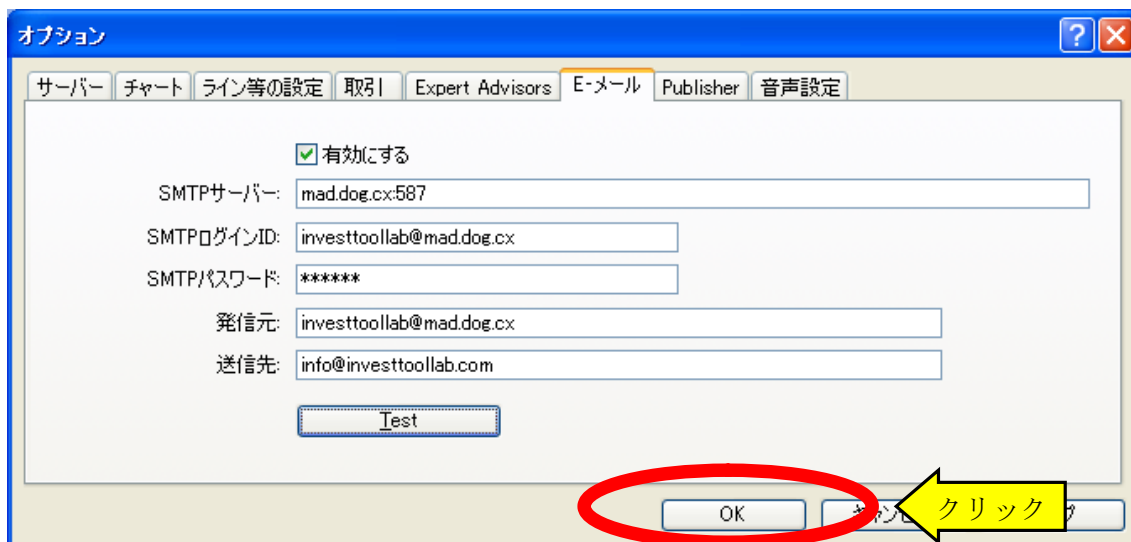 オプション
サーバー チャート ライン等の設定 取引 Expert Advisors E-メール Publisher 音声設定
有効にする
SMTPサーバー: mad.dog.cx:587
SMTPログインID: investtoollab@mad.dog.cx
SMTPパスワード: ******
発信元: investtoollab@mad.dog.cx
送信先: info@investtoollab.com
Test
OK クリック